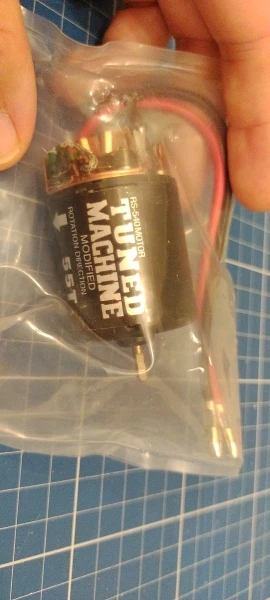 RS-540MOTOR
TUNED
MACHINE
MODIFIED
ROTATION DIRECTION
55T